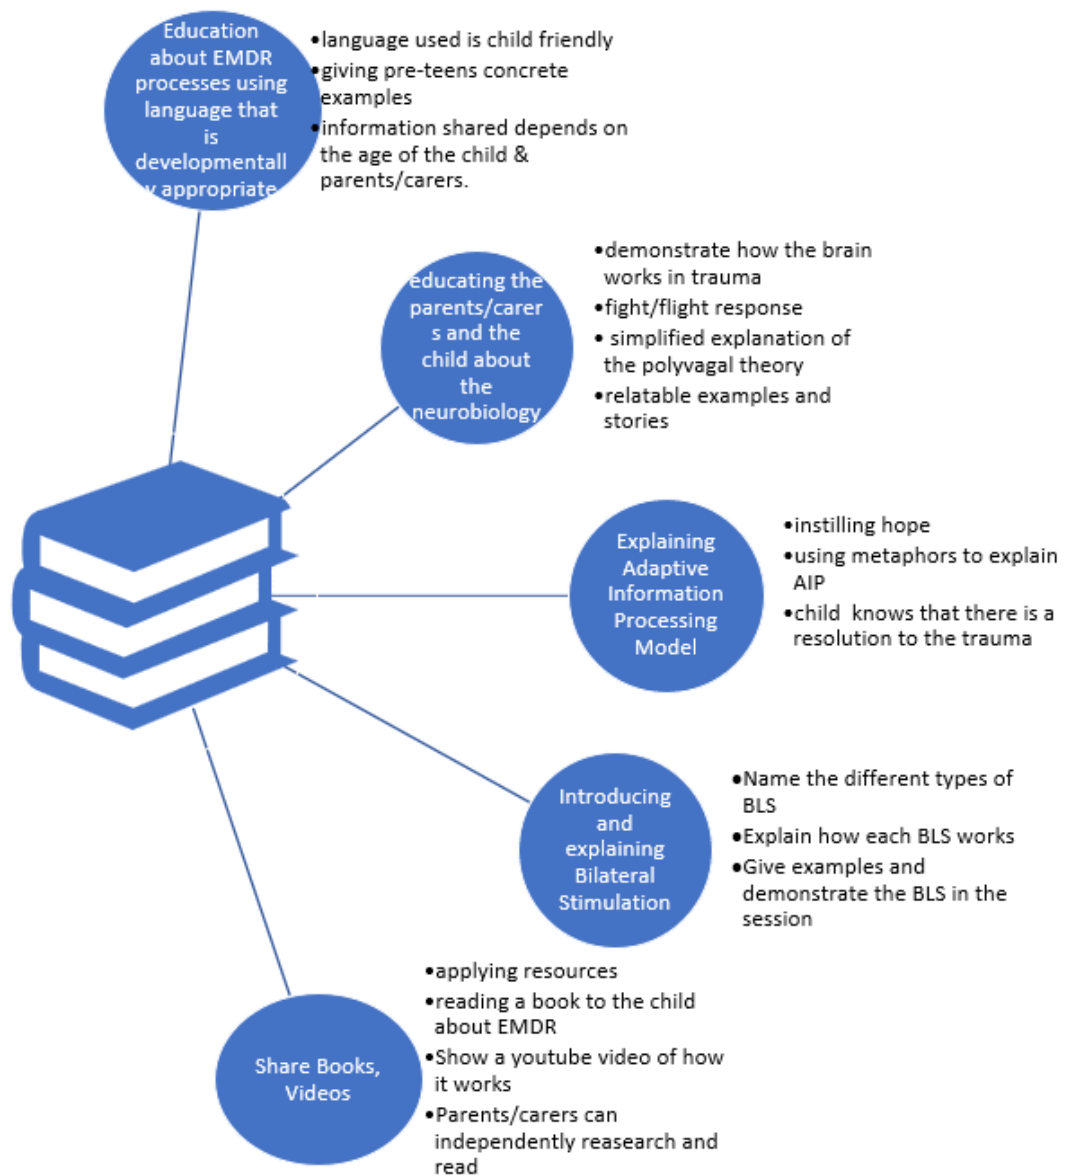 Education
about EMDR
processes using
language that
is
developmentall
y appropriate
•language used is child friendly
•giving pre-teens concrete
examples
•information shared depends on
the age of the child &
parents/carers.
educating the
parents/carer
s and the
child about
the
neurobiology
•demonstrate how the brain
works in trauma
•fight/flight response
• simplified explanation of
the polyvagal theory
•relatable examples and
stories
Explaining
Adaptive
Information
Processing
Model
•instilling hope
•using metaphors to explain
AIP
•child knows that there is a
resolution to the trauma
Introducing
and
explaining
Bilateral
Stimulation
•Name the different types of
BLS
•Explain how each BLS works
•Give examples and
demonstrate the BLS in the
session
Share Books,
Videos
•applying resources
•reading a book to the child
about EMDR
•Show a youtube video of how
it works
•Parents/carers can
independently reasearch and
read